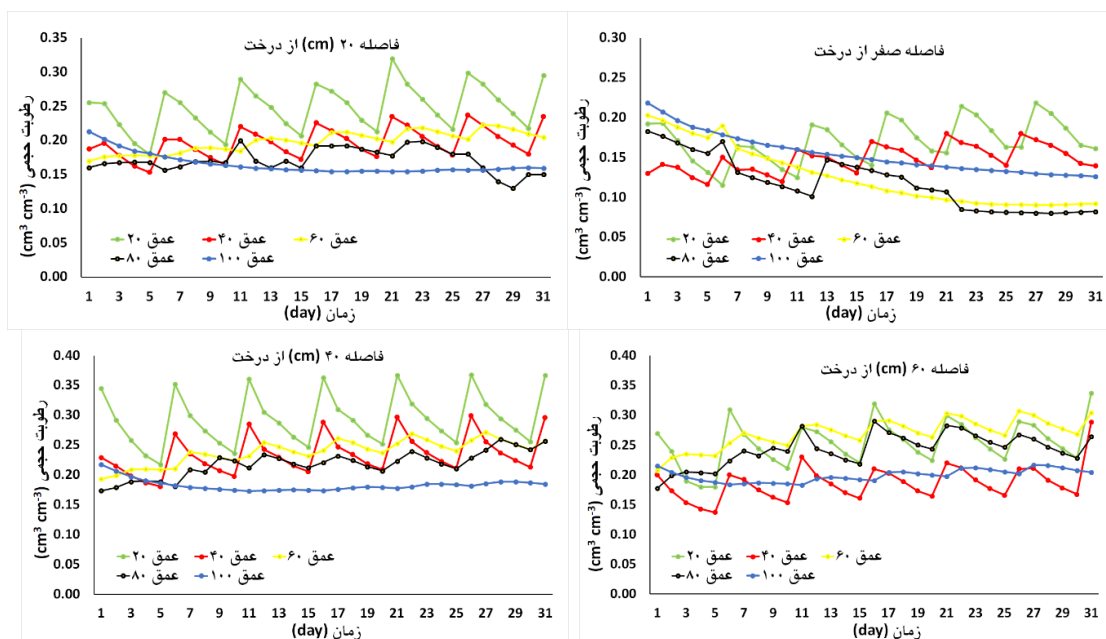 فاصله ۲۰ (cm) از درخت
رطوبت حجمی (cm³ cm⁻³)
0.35
0.30
0.25
0.20
0.15
0.10
0.05
0.00
عمق ۲۰
عمق ۴۰
عمق ۶۰
عمق ۸۰
عمق ۱۰۰
1 3 5 7 9 11 13 15 17 19 21 23 25 27 29 31
زمان (day)
فاصله صفر از درخت
رطوبت حجمی (cm³ cm⁻³)
0.30
0.25
0.20
0.15
0.10
0.05
0.00
عمق ۲۰
عمق ۴۰
عمق ۶۰
عمق ۸۰
عمق ۱۰۰
1 3 5 7 9 11 13 15 17 19 21 23 25 27 29 31
زمان (day)
فاصله ۴۰ (cm) از درخت
رطوبت حجمی (cm³ cm⁻³)
0.40
0.35
0.30
0.25
0.20
0.15
0.10
0.05
0.00
عمق ۲۰
عمق ۴۰
عمق ۶۰
عمق ۸۰
عمق ۱۰۰
1 3 5 7 9 11 13 15 17 19 21 23 25 27 29 31
زمان (day)
فاصله ۶۰ (cm) از درخت
رطوبت حجمی (cm³ cm⁻³)
0.40
0.35
0.30
0.25
0.20
0.15
0.10
0.05
0.00
عمق ۲۰
عمق ۴۰
عمق ۶۰
عمق ۸۰
عمق ۱۰۰
1 3 5 7 9 11 13 15 17 19 21 23 25 27 29 31
زمان (day)